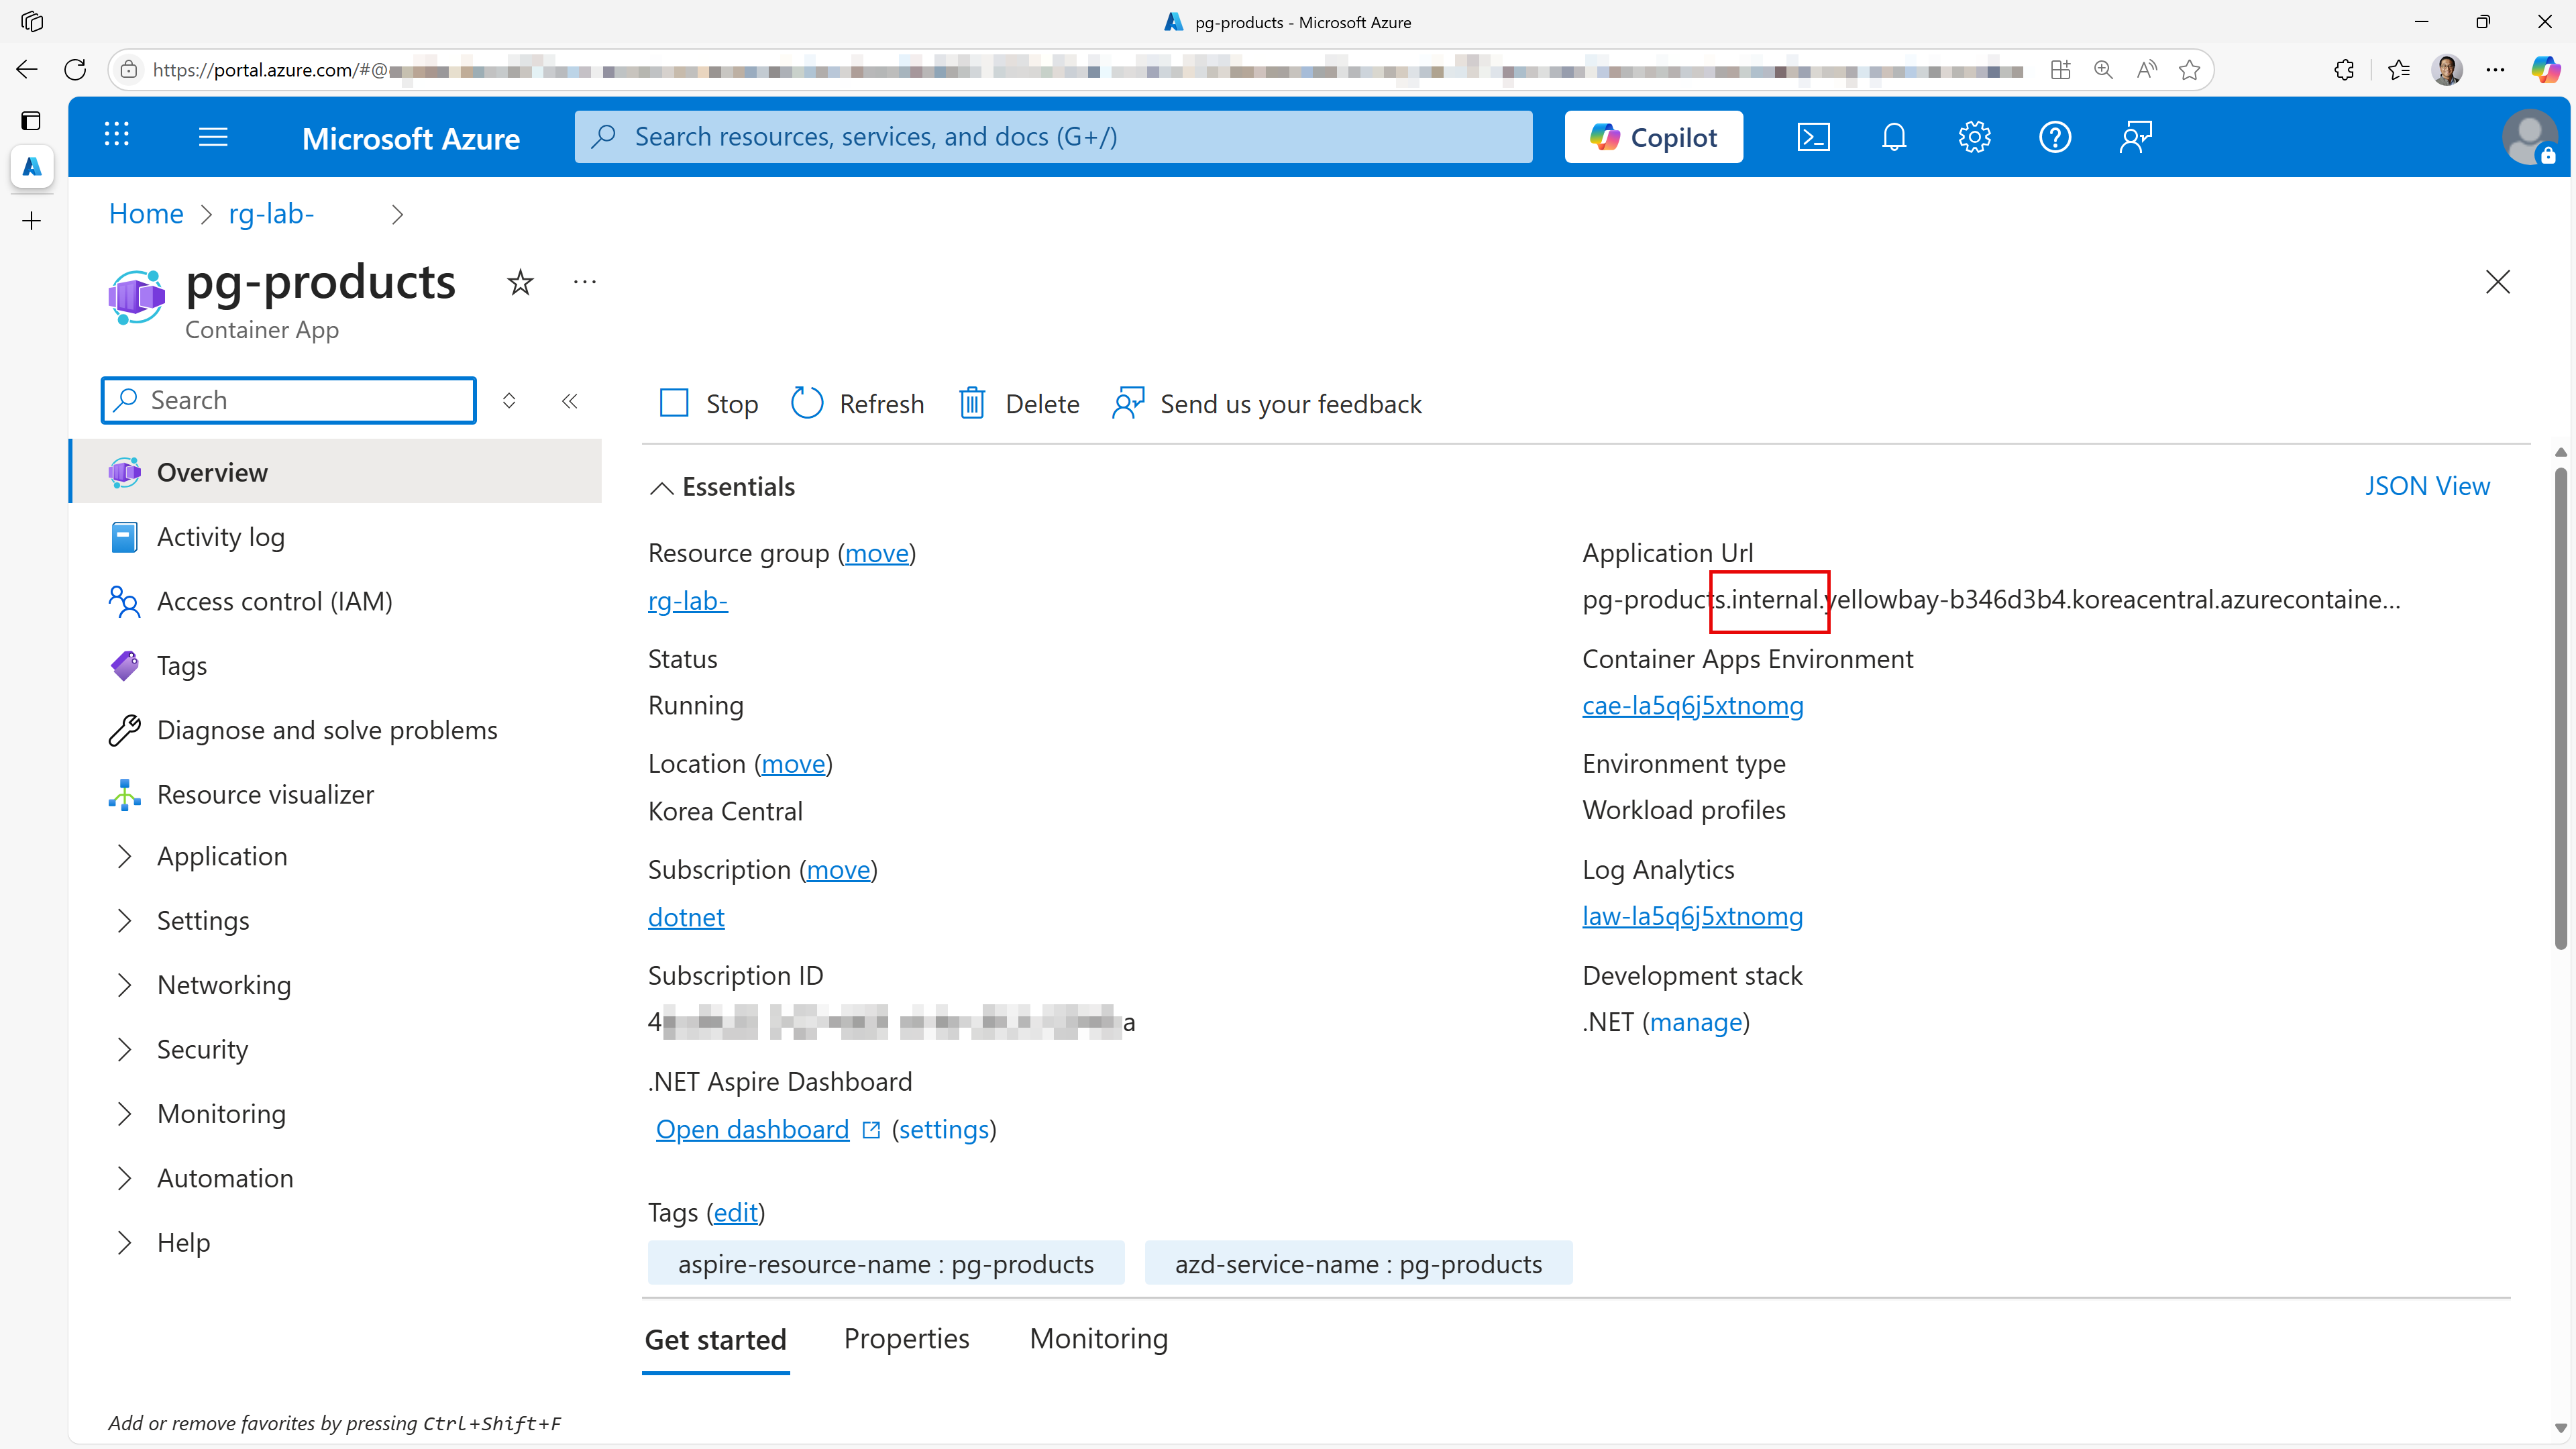 pg-products - Microsoft Azure
https://portal.azure.com/#@
Microsoft Azure
Search resources, services, and docs (G+/)
Copilot
Home > rg-lab- >
pg-products
Container App
Search
Stop
Refresh
Delete
Send us your feedback
Overview
Activity log
Access control (IAM)
Tags
Diagnose and solve problems
Resource visualizer
Application
Settings
Networking
Security
Monitoring
Automation
Help
Add or remove favorites by pressing Ctrl+Shift+F
Essentials
JSON View
Resource group (move)
rg-lab-
Status
Running
Location (move)
Korea Central
Subscription (move)
dotnet
Subscription ID
4 a
.NET Aspire Dashboard
Open dashboard (settings)
Application Url
pg-products.internal.yellowbay-b346d3b4.koreacentral.azurecontaine...
Container Apps Environment
cae-la5q6j5xtnomg
Environment type
Workload profiles
Log Analytics
law-la5q6j5xtnomg
Development stack
.NET (manage)
Tags (edit)
aspire-resource-name : pg-products
azd-service-name : pg-products
Get started
Properties
Monitoring